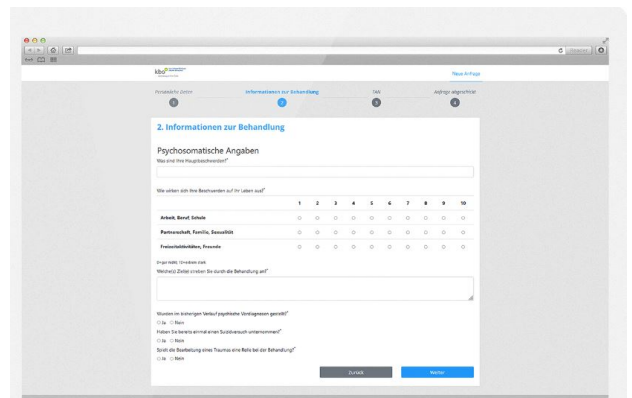 kibo
Neue Anfrage
Persönliche Daten
Informationen zur Behandlung
TAN
Anfrage abgeschickt
1
2
3
4
2. Informationen zur Behandlung
Psychosomatische Angaben
Was sind Ihre Hauptbeschwerden?*
Wie wirken sich Ihre Beschwerden auf Ihr Leben aus?*
1 2 3 4 5 6 7 8 9 10
Arbeit, Beruf, Schule
Partnerschaft, Familie, Sexualität
Freizeitaktivitäten, Freunde
Welche(s) Ziel(e) streben Sie durch die Behandlung an?*
Wurden im bisherigen Verlauf psychische Vordiagnosen gestellt?*
Ja Nein
Haben Sie bereits einmal einen Suizidversuch unternommen?*
Ja Nein
Spielt die Bearbeitung eines Traumas eine Rolle bei der Behandlung?*
Ja Nein
Zurück
Weiter